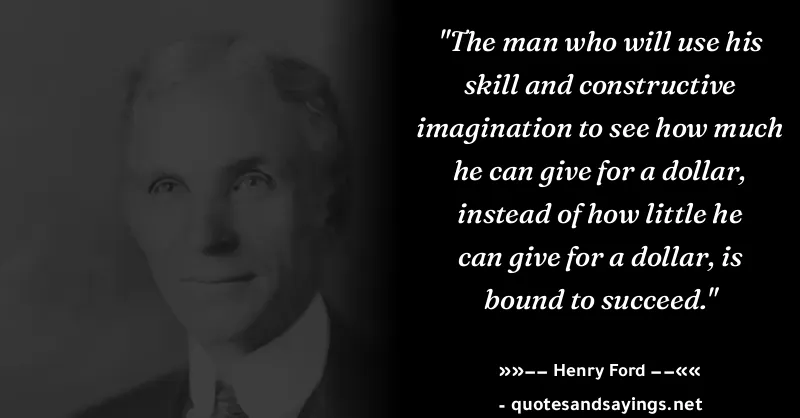 "The man who will use his
skill and constructive
imagination to see how much
he can give for a dollar,
instead of how little he
can give for a dollar, is
bound to succeed."
»»–– Henry Ford ––««
- quotesandsayings.net